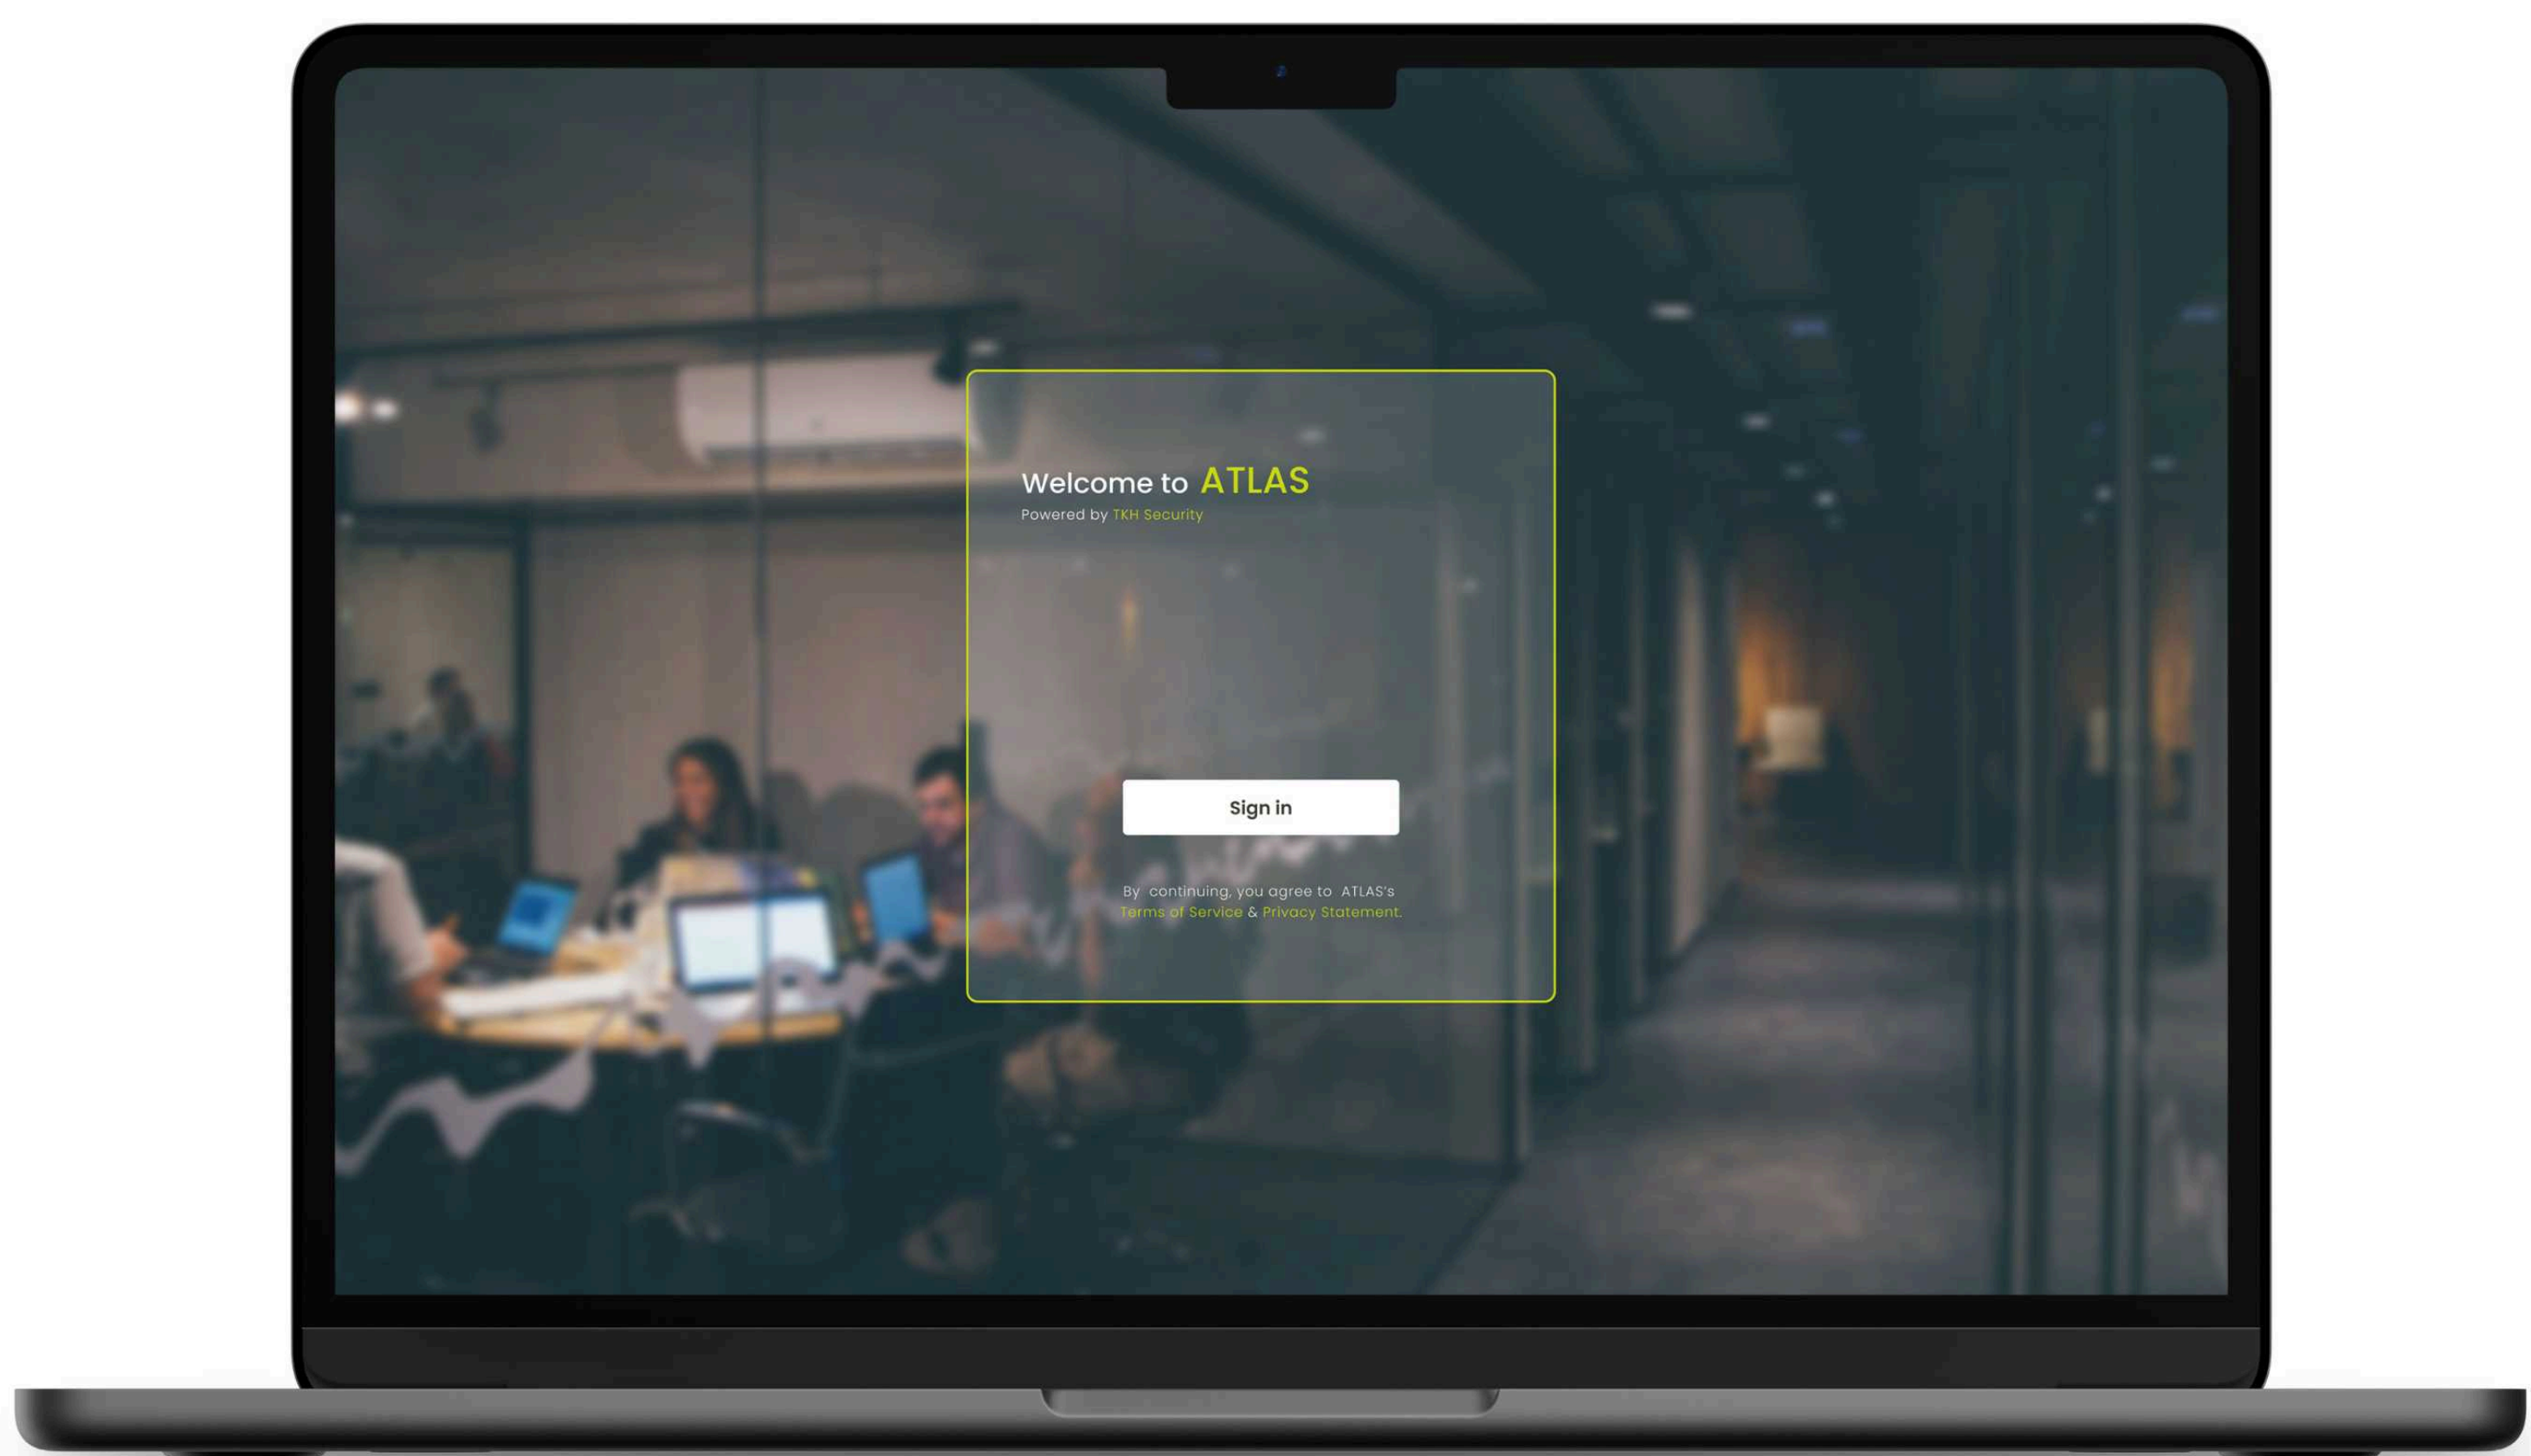 Welcome to ATLAS
Powered by TKH Security
Sign in
By continuing, you agree to ATLAS's
Terms of Service & Privacy Statement.